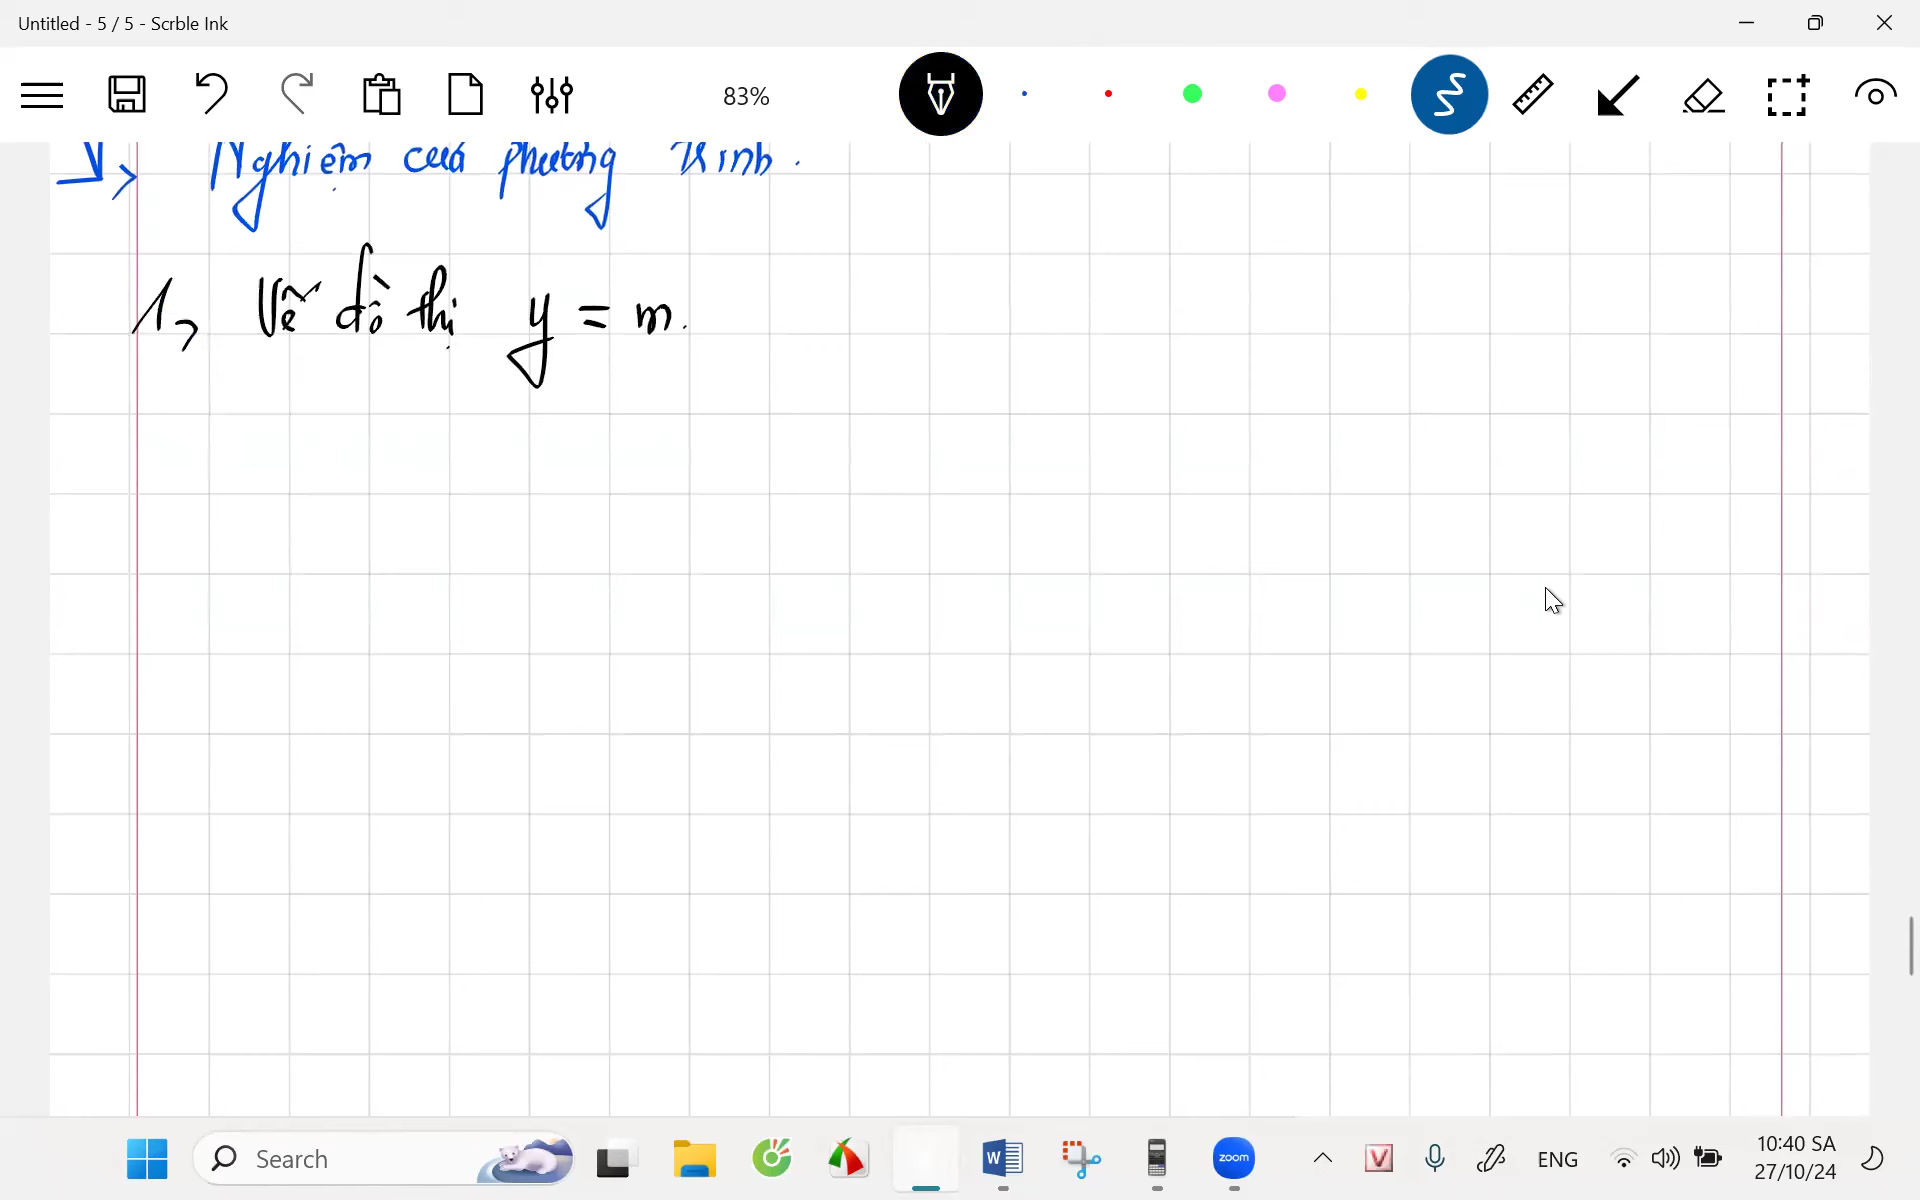 Untitled - 5 / 5 - Scrble Ink
83%
Nghiệm của phương trình.
1, Vẽ đồ thị y = m.
Search
W
zoom
V
ENG
10:40 SA
27/10/24